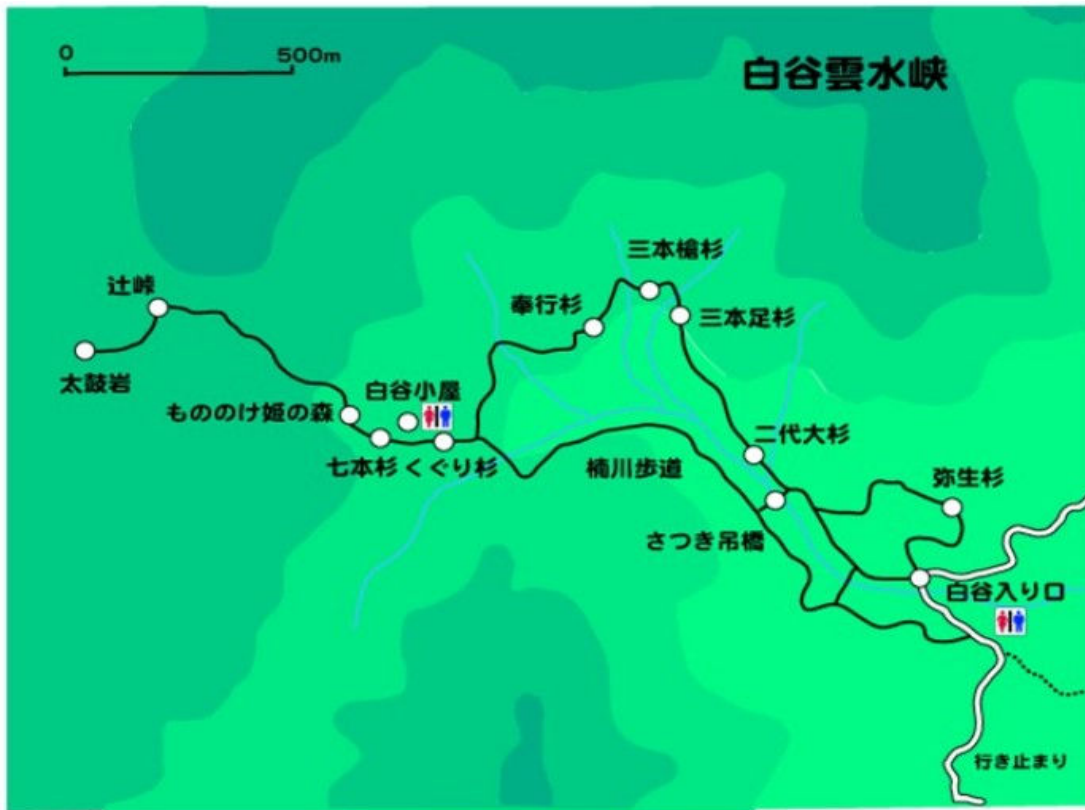 0 500m
白谷雲水峡
三本槍杉
辻峠
奉行杉
三本足杉
太鼓岩
白谷小屋
もののけ姫の森
二代大杉
七本杉 くぐり杉
楠川歩道
弥生杉
さつき吊橋
白谷入り口
行き止まり